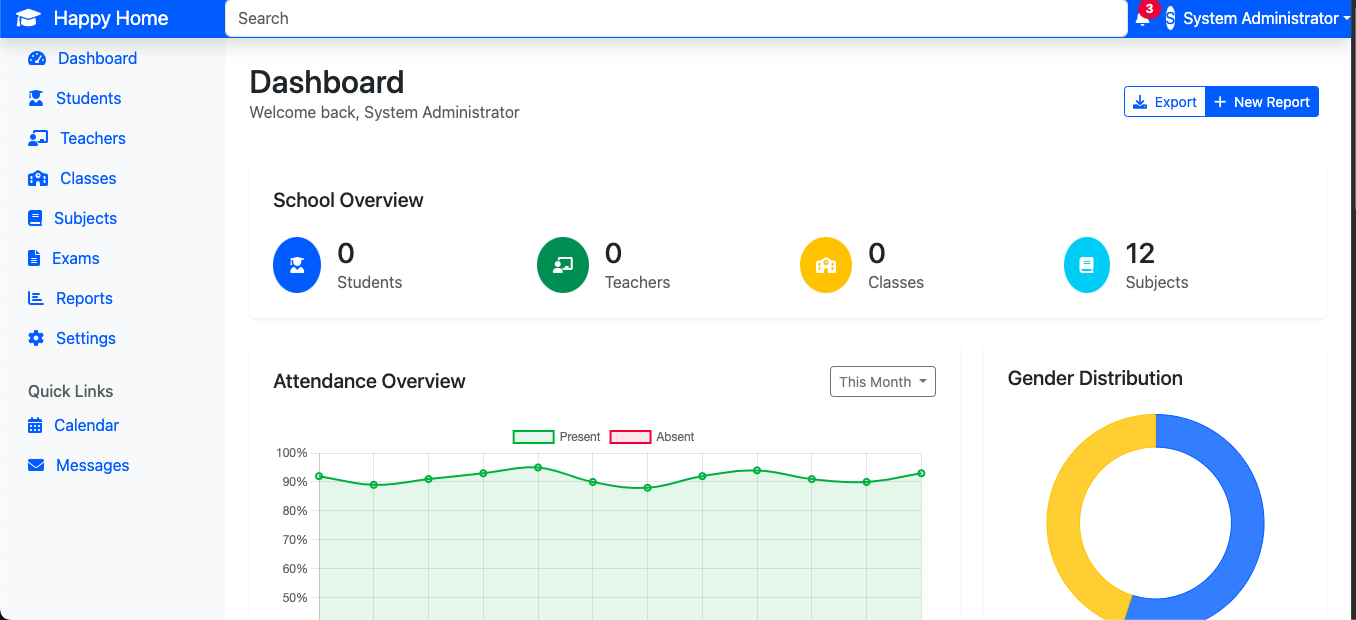 Happy Home
Search
3
S
System Administrator
Dashboard
Students
Teachers
Classes
Subjects
Exams
Reports
Settings
Quick Links
Calendar
Messages
Dashboard
Welcome back, System Administrator
Export
New Report
School Overview
0
Students
0
Teachers
0
Classes
12
Subjects
Attendance Overview
This Month
Present
Absent
100%
90%
80%
70%
60%
50%
Gender Distribution